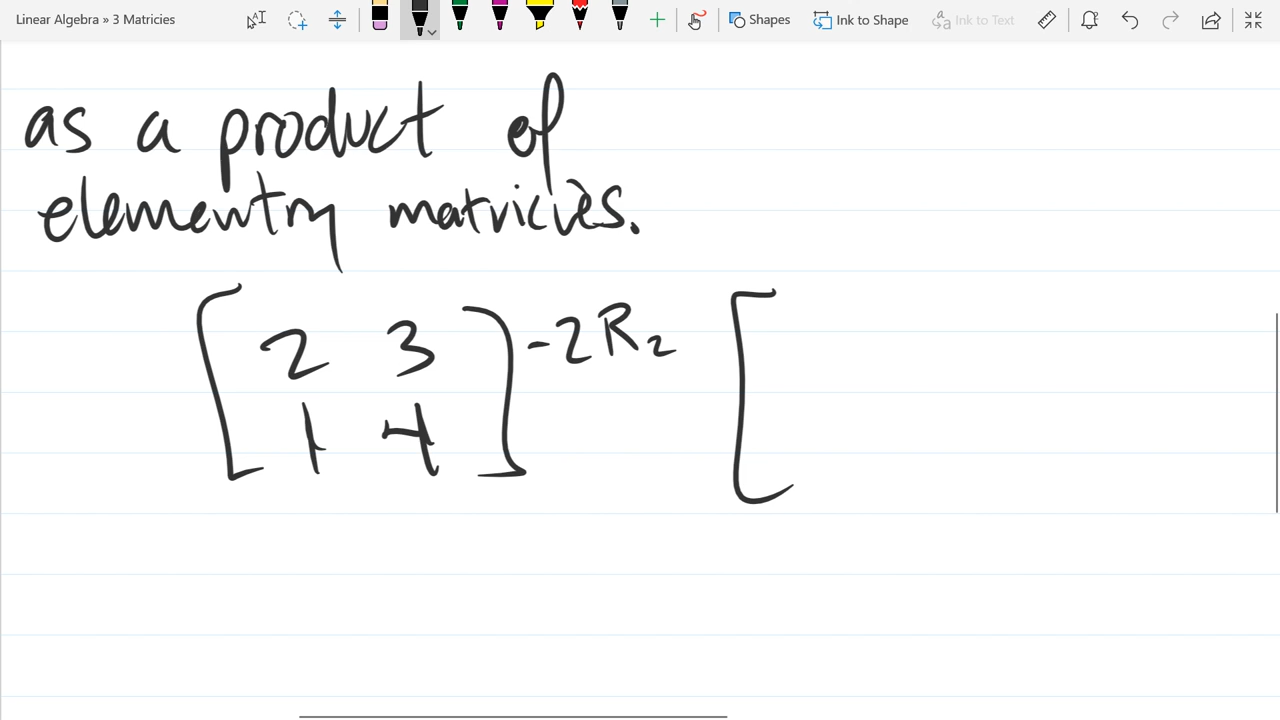 Linear Algebra » 3 Matricies
Shapes
Ink to Shape
Ink to Text
as a product of
elementry matricies.
2 3 -2R₂
1 4